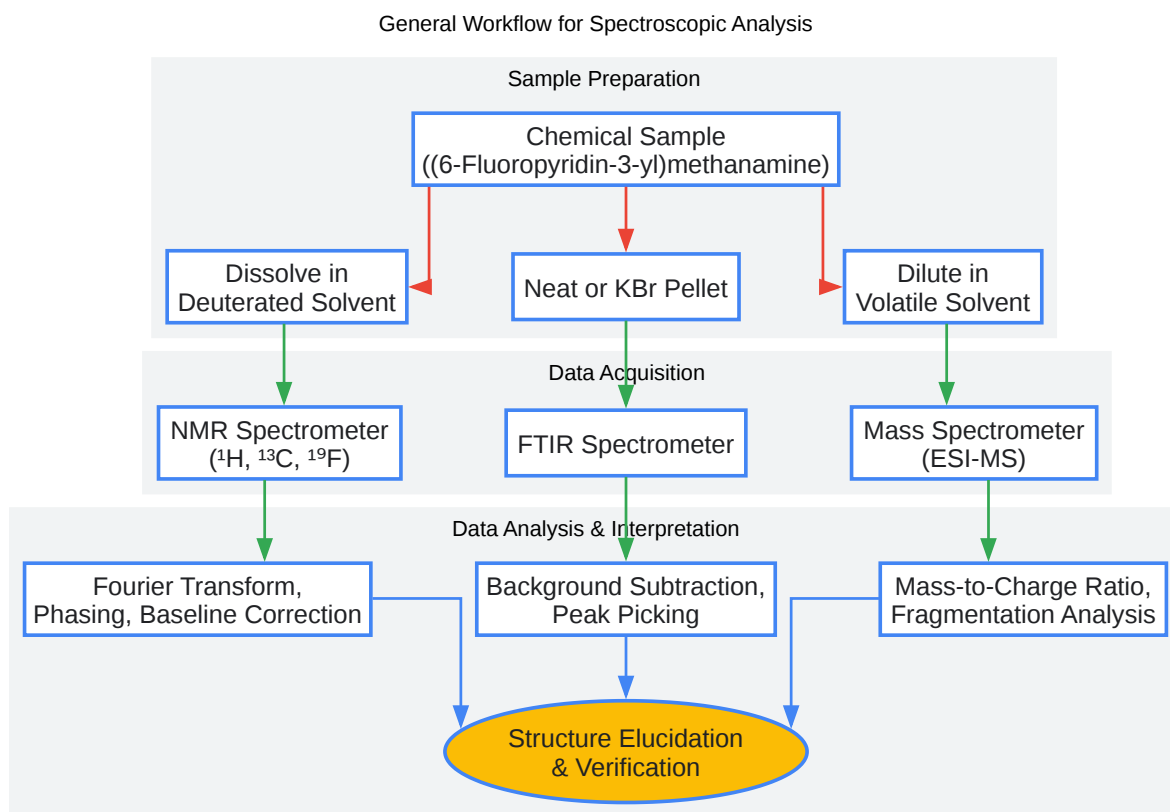 General Workflow for Spectroscopic Analysis
Sample Preparation
Chemical Sample
((6-Fluoropyridin-3-yl)methanamine)
Dissolve in
Deuterated Solvent
Neat or KBr Pellet
Dilute in
Volatile Solvent
Data Acquisition
NMR Spectrometer
(¹H, ¹³C, ¹⁹F)
FTIR Spectrometer
Mass Spectrometer
(ESI-MS)
Data Analysis & Interpretation
Fourier Transform,
Phasing, Baseline Correction
Background Subtraction,
Peak Picking
Mass-to-Charge Ratio,
Fragmentation Analysis
Structure Elucidation
& Verification